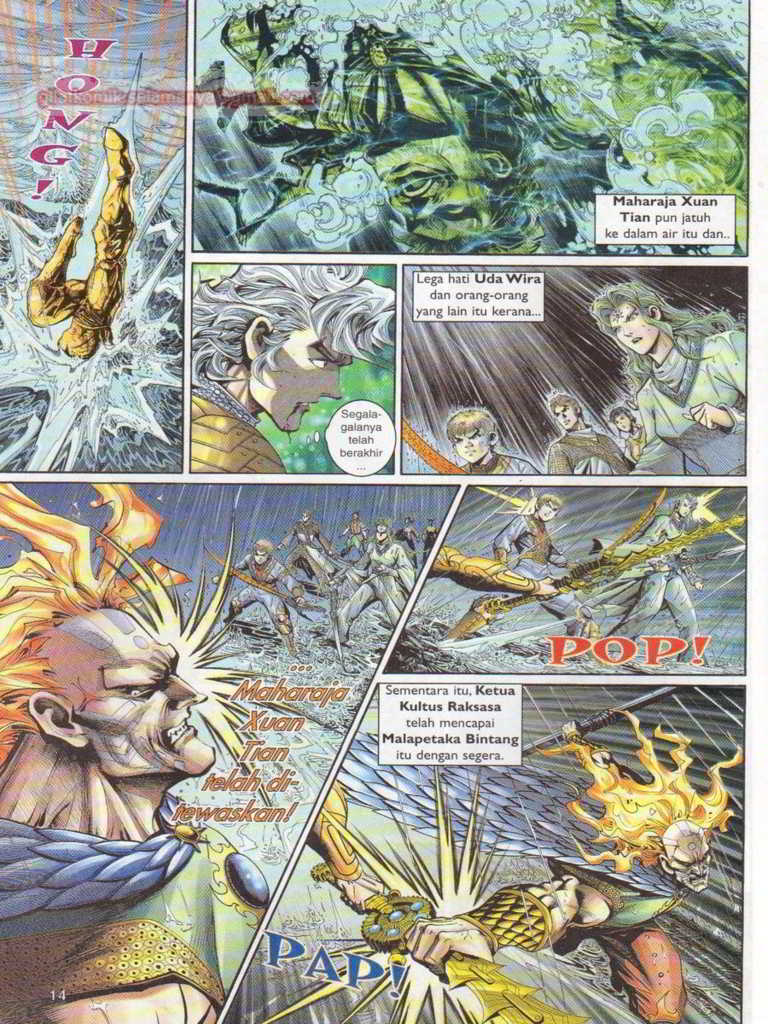 HONG!
Maharaja Xuan
Tian pun jatuh
ke dalam air itu dan..
Segala-
galanya
telah
berakhir
...
Lega hati Uda Wira
dan orang-orang
yang lain itu kerana...
...
Maharaja
Xuan
Tian
telah di-
tewaskan!
POP!
Sementara itu, Ketua
Kultus Raksasa
telah mencapai
Malapetaka Bintang
itu dengan segera.
PAP!
14